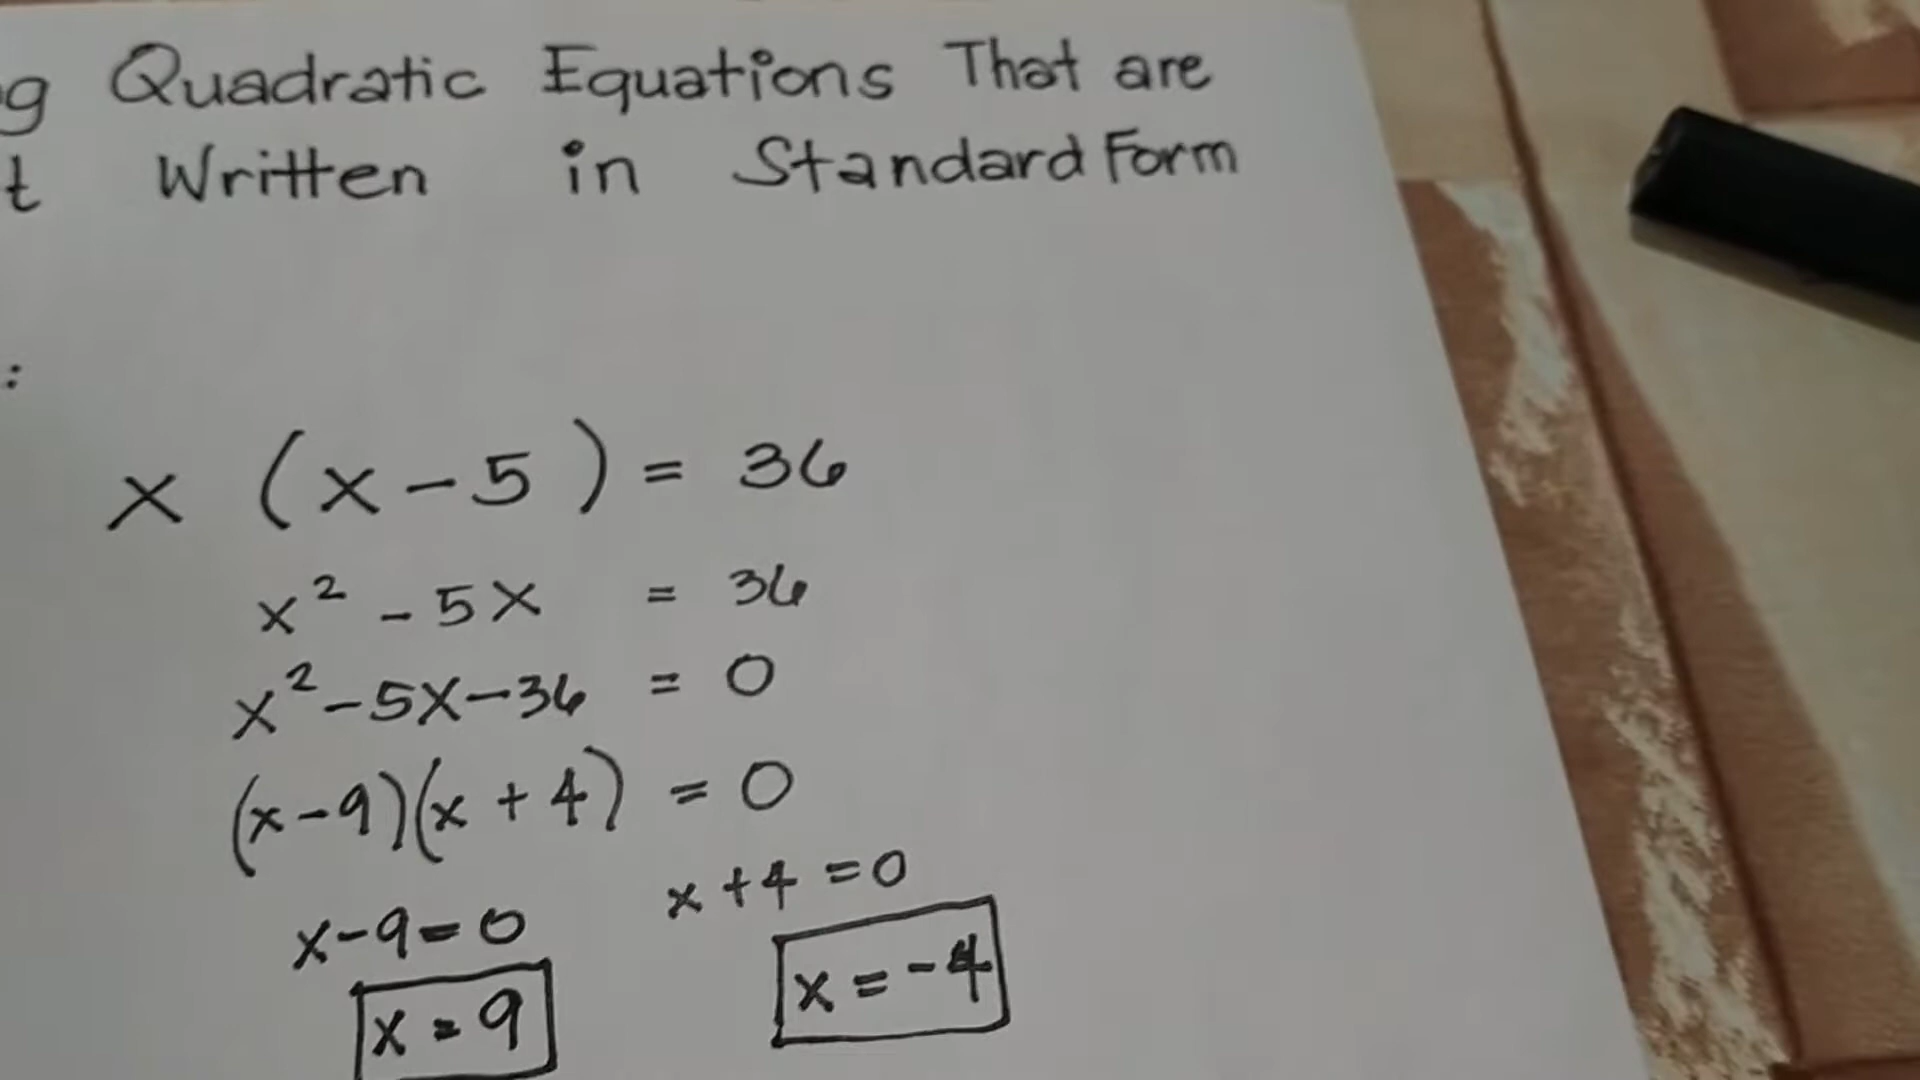 g Quadratic Equations That are
t Written in Standard Form
:
x (x - 5) = 36
x² - 5x = 36
x² - 5x - 36 = 0
(x - 9)(x + 4) = 0
x - 9 = 0 x + 4 = 0
x = 9 x = -4